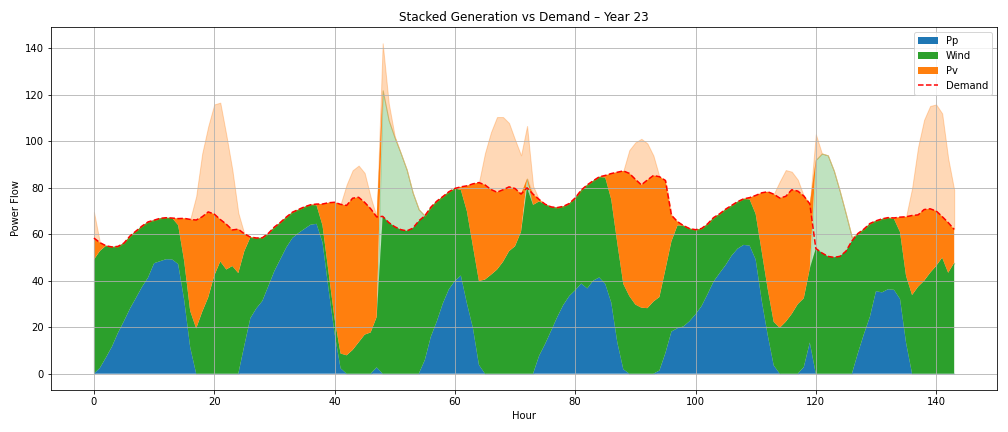 Stacked Generation vs Demand – Year 23
Pp
Wind
Pv
Demand
Power Flow
140
120
100
80
60
40
20
0
0 20 40 60 80 100 120 140
Hour